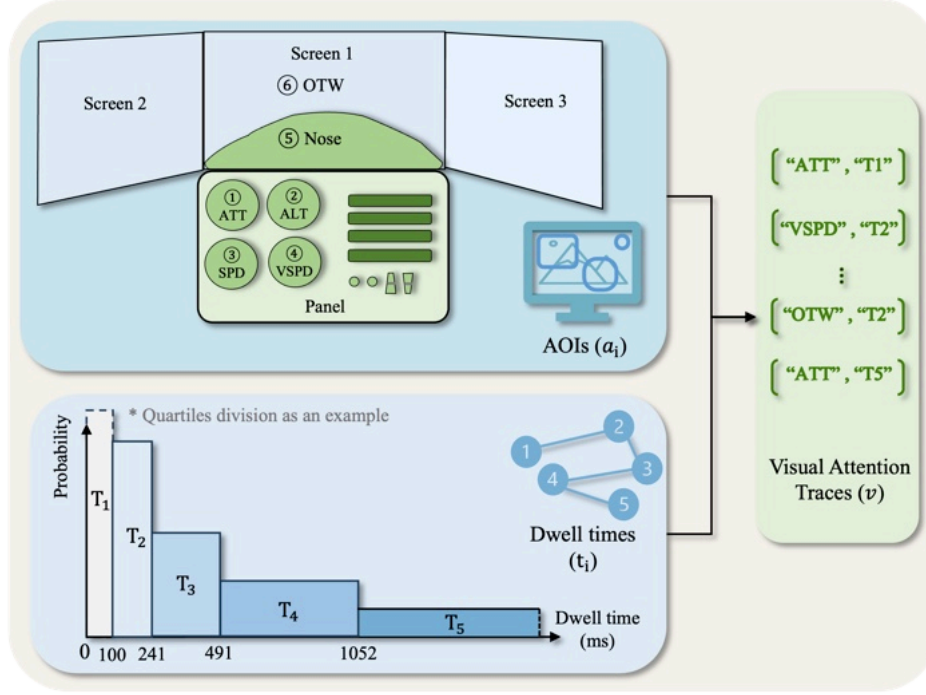 Screen 1
Screen 2
⑥ OTW
Screen 3
⑤ Nose
① ATT
② ALT
③ SPD
④ VSPD
Panel
AOIs (aᵢ)
* Quartiles division as an example
Probability
T₁
T₂
T₃
T₄
T₅
0 100 241 491 1052
Dwell time
(ms)
1
2
3
4
5
Dwell times
(tᵢ)
("ATT", "T1")
("VSPD", "T2")
⋮
("OTW", "T2")
("ATT", "T5")
Visual Attention
Traces (v)